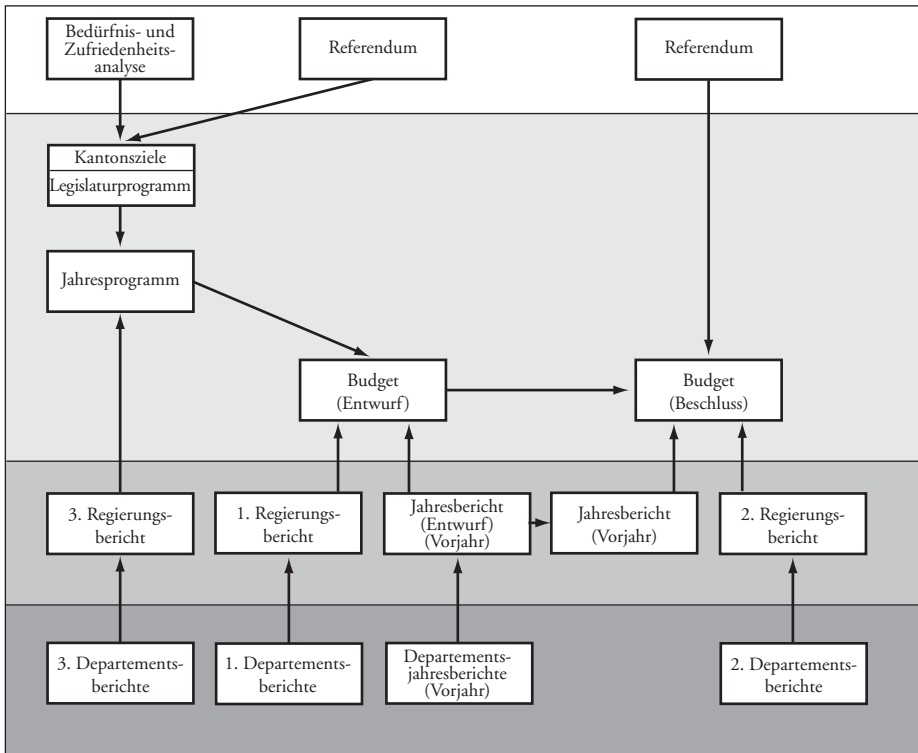 Bedürfnis- und
Zufriedenheits-
analyse
Referendum
Referendum
Kantonsziele
Legislaturprogramm
Jahresprogramm
Budget
(Entwurf)
Budget
(Beschluss)
3. Regierungs-
bericht
1. Regierungs-
bericht
Jahresbericht
(Entwurf)
(Vorjahr)
Jahresbericht
(Vorjahr)
2. Regierungs-
bericht
3. Departements-
berichte
1. Departements-
berichte
Departements-
jahresberichte
(Vorjahr)
2. Departements-
berichte